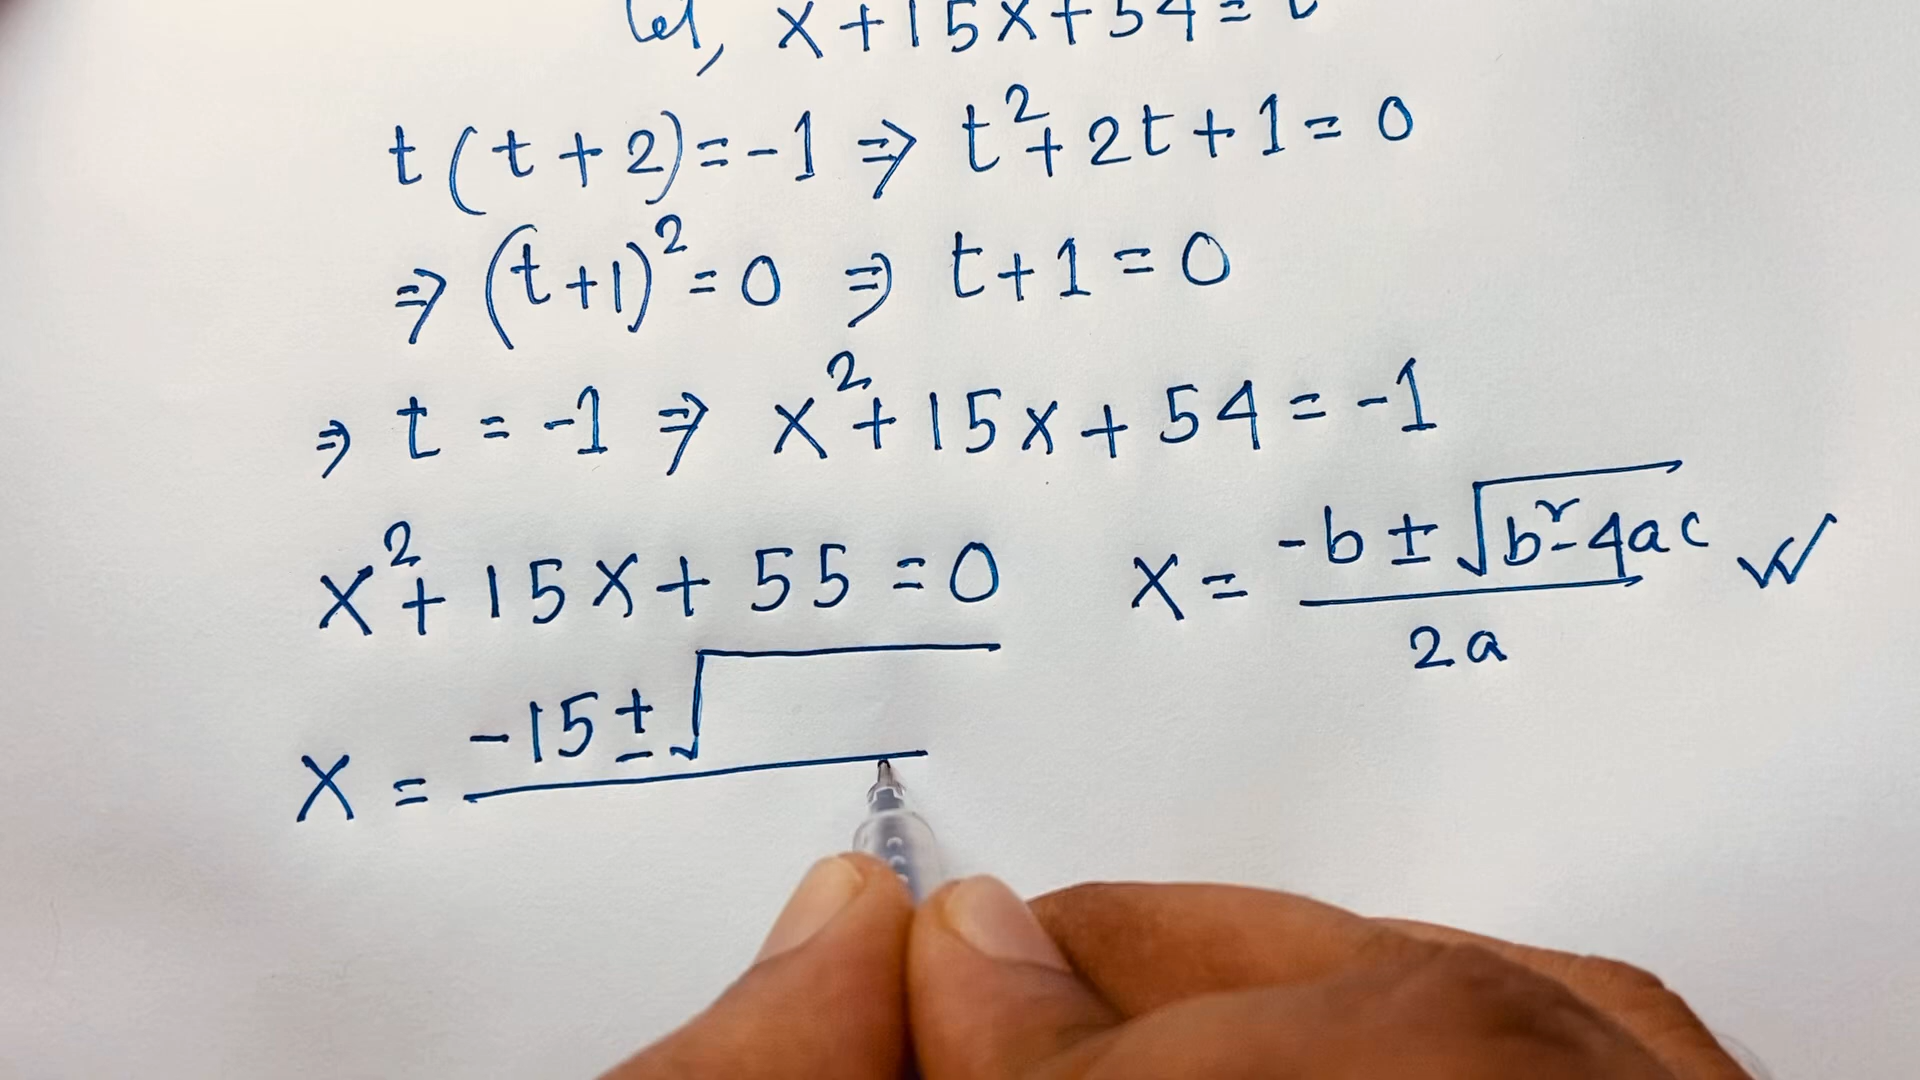 let, x+15x+54=t
t(t+2)=-1 ⇒ t²+2t+1=0
⇒ (t+1)²=0 ⇒ t+1=0
⇒ t=-1 ⇒ x²+15x+54=-1
x²+15x+55=0 x=(-b±√(b²-4ac))/2a
x=-15±√